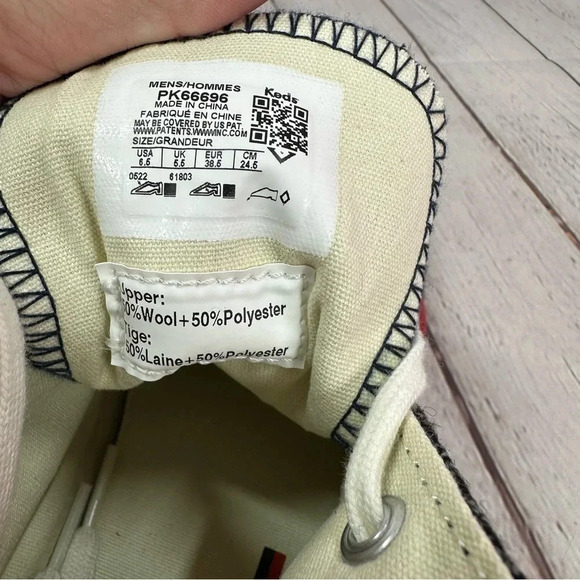 MENS/HOMMES
Keds
PK66696
MADE IN CHINA
FABRIQUÉ EN CHINE
MAY BE COVERED BY US PAT.
WWW.PATENTS.WWWINC.COM
SIZE/GRANDEUR
USA UK EUR CM
6.5 5.5 38.5 24.5
0522 61803
Upper:
50%Wool+50%Polyester
Tige:
50%Laine+50%Polyester